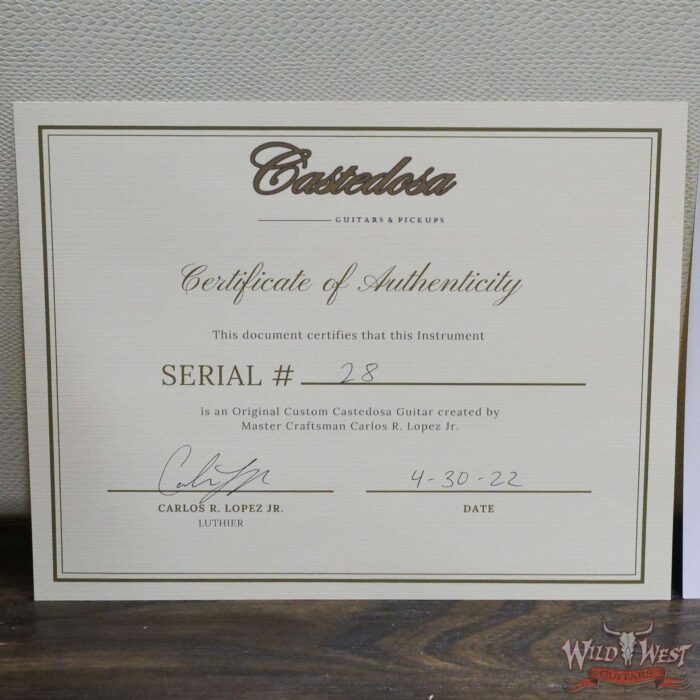 Castedosa
GUITARS & PICKUPS
Certificate of Authenticity
This document certifies that this Instrument
SERIAL # 28
is an Original Custom Castedosa Guitar created by
Master Craftsman Carlos R. Lopez Jr.
4-30-22
CARLOS R. LOPEZ JR.
DATE
LUTHIER
WILD WEST
GUITARS